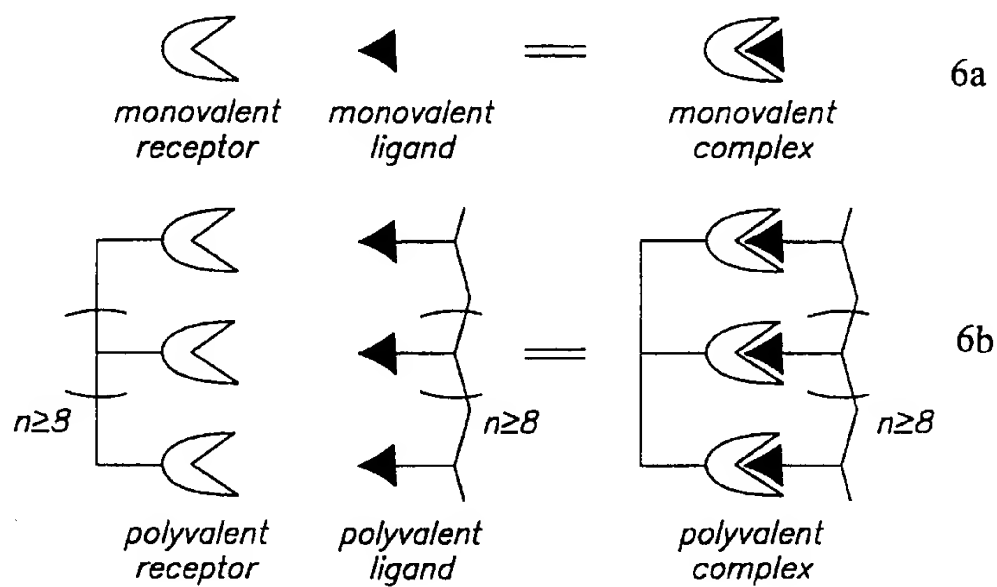 monovalent receptor
monovalent ligand
monovalent complex
6a
n≥8
n≥8
n≥8
6b
polyvalent receptor
polyvalent ligand
polyvalent complex